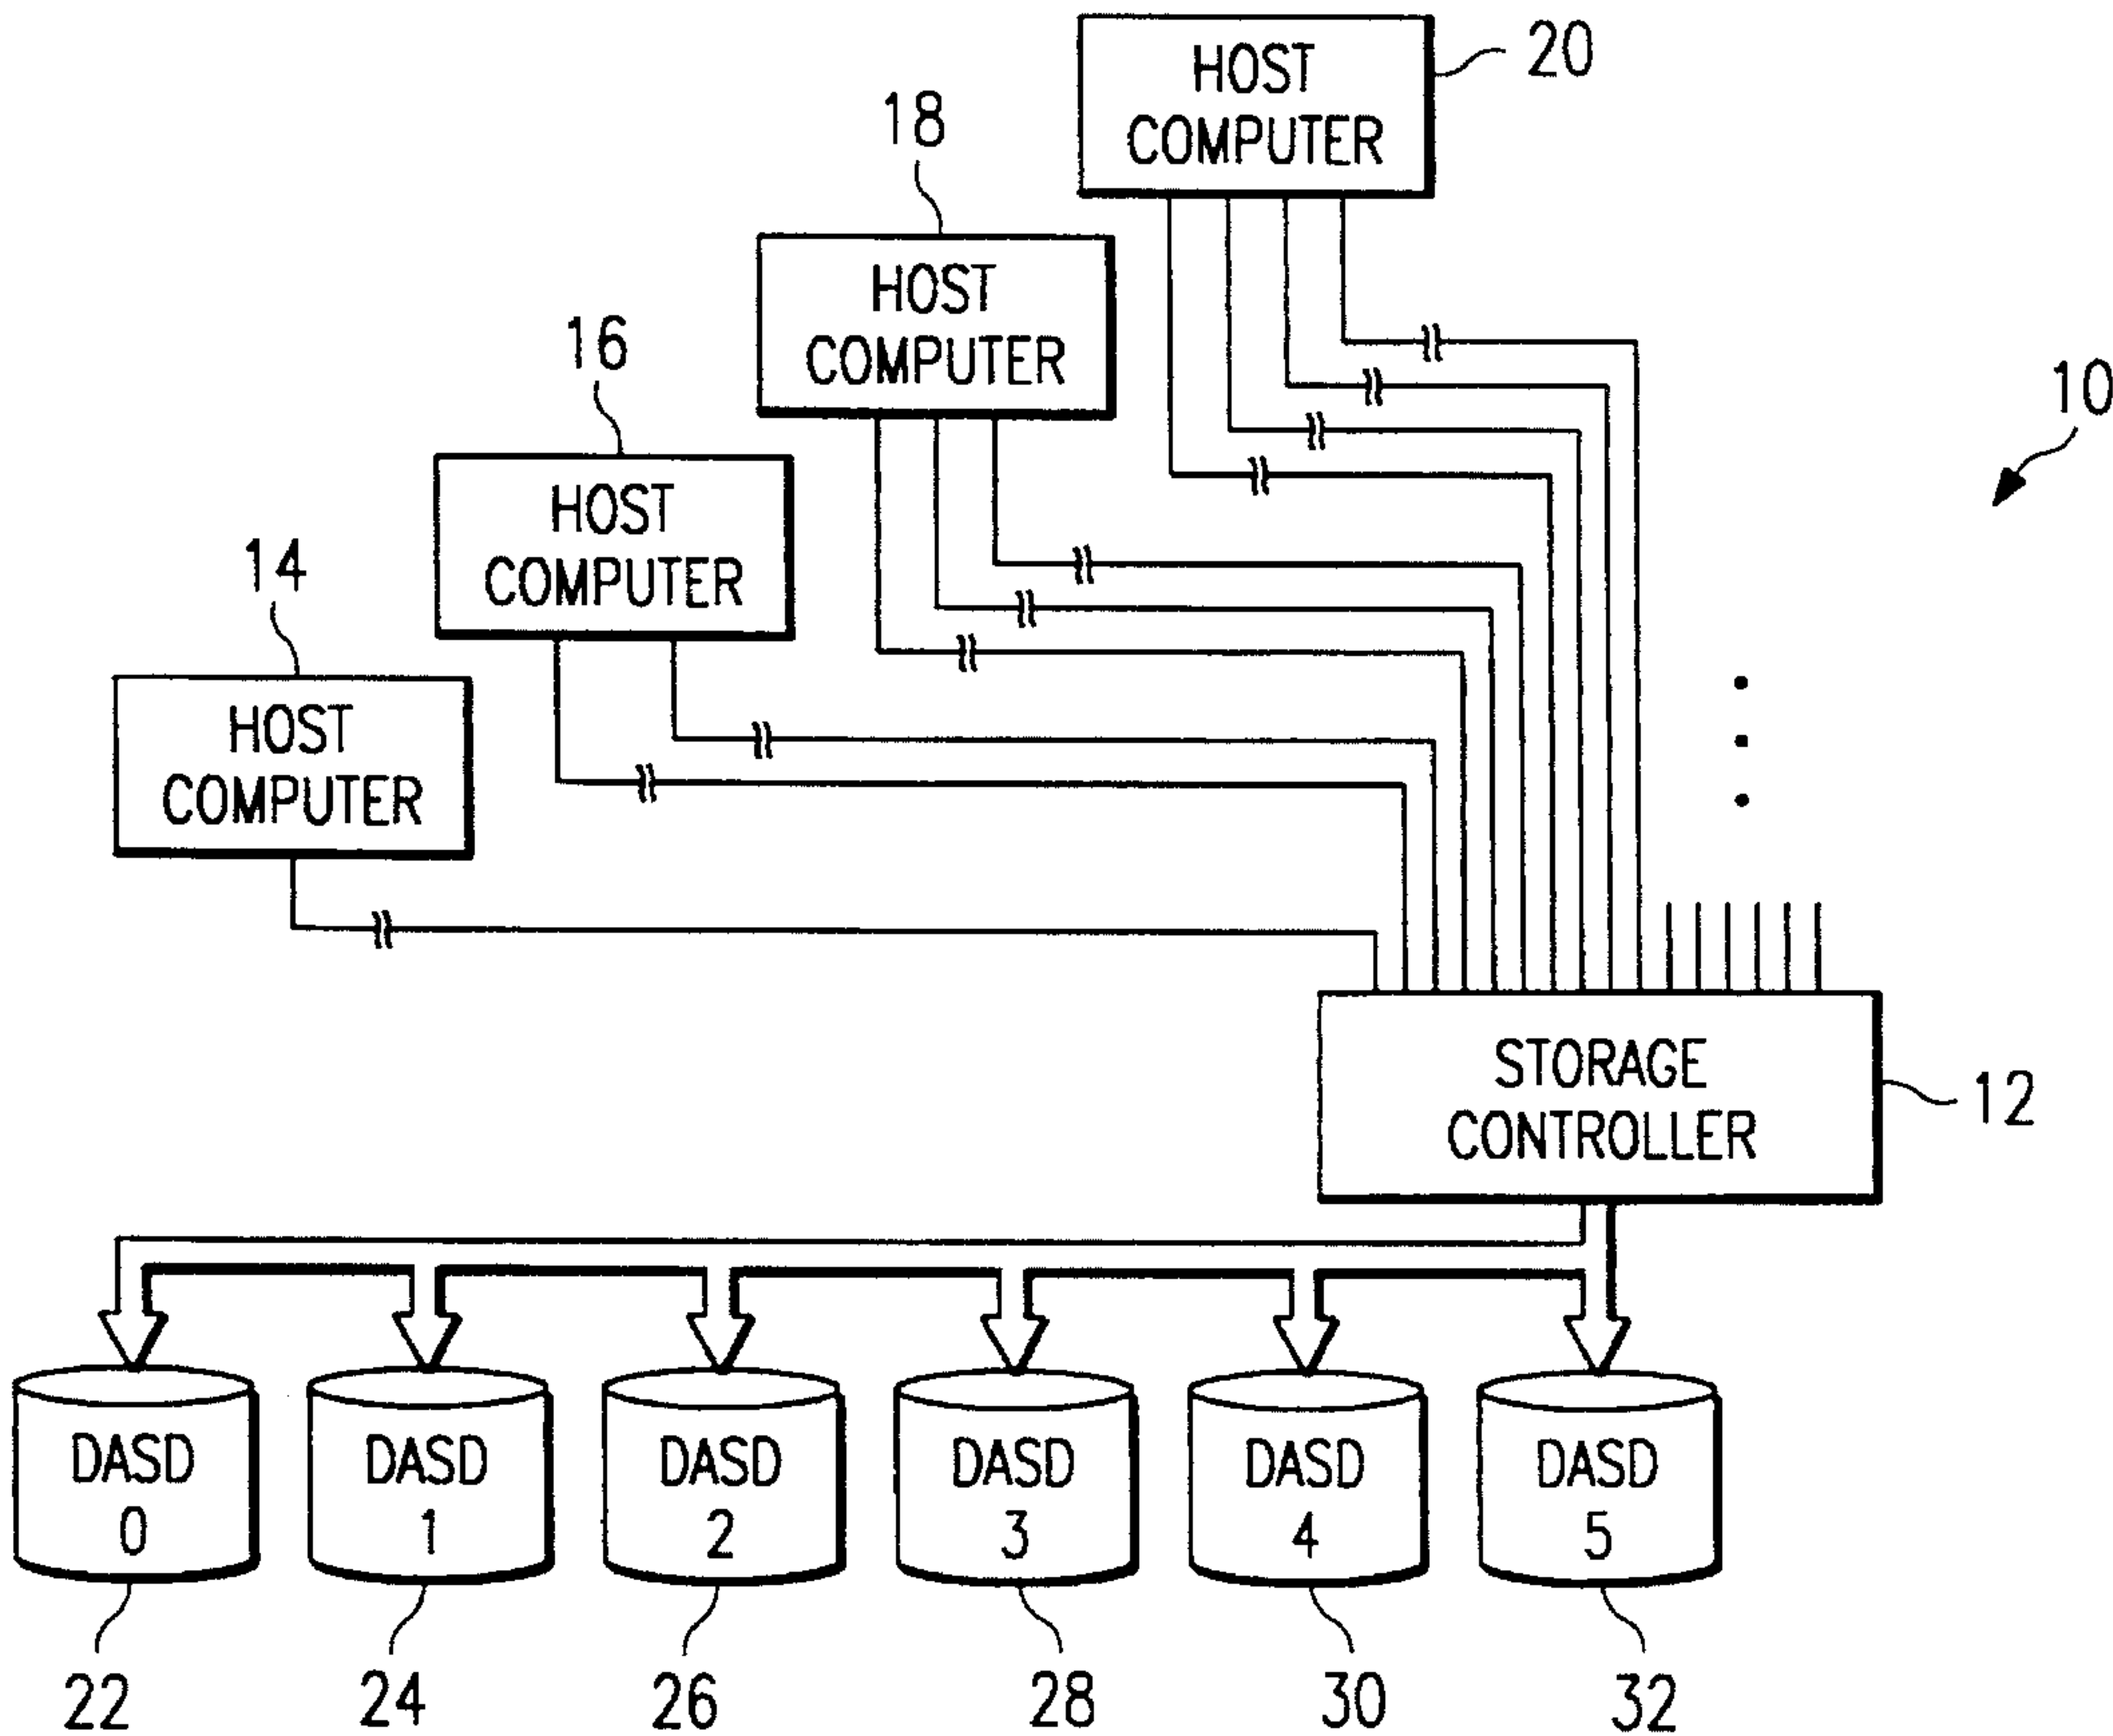 20
HOST
COMPUTER
18
HOST
COMPUTER
10
16
HOST
COMPUTER
14
HOST
COMPUTER
STORAGE
CONTROLLER
12
DASD
0
DASD
1
DASD
2
DASD
3
DASD
4
DASD
5
22
24
26
28
30
32